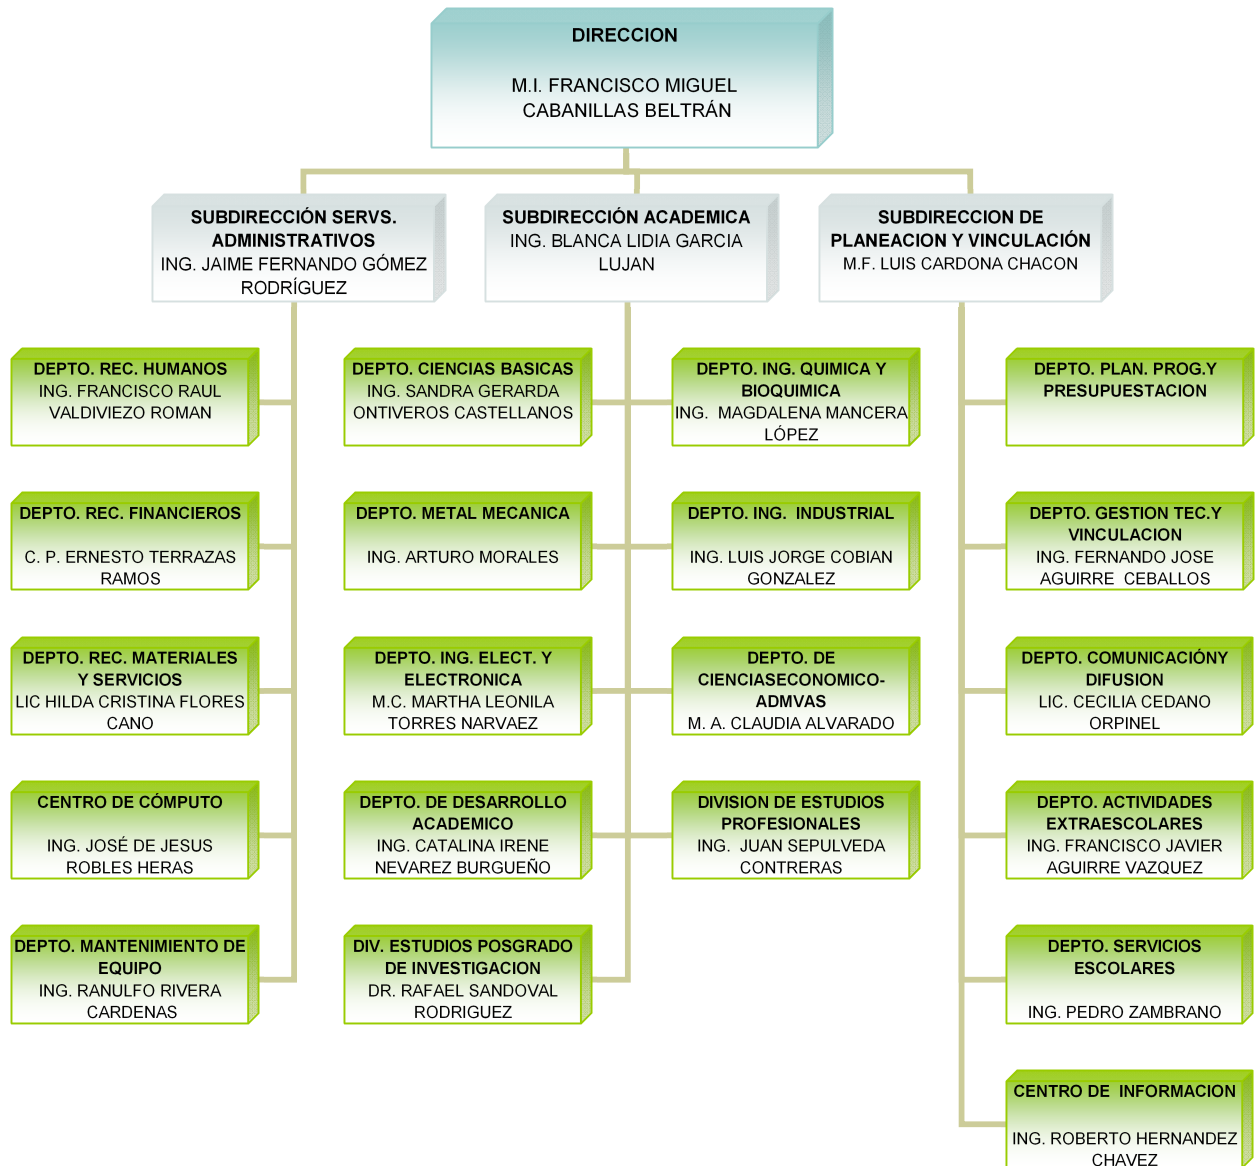 DIRECCION
M.I. FRANCISCO MIGUEL
CABANILLAS BELTRÁN
SUBDIRECCIÓN SERVS.
ADMINISTRATIVOS
ING. JAIME FERNANDO GÓMEZ
RODRÍGUEZ
SUBDIRECCIÓN ACADEMICA
ING. BLANCA LIDIA GARCIA
LUJAN
SUBDIRECCION DE
PLANEACION Y VINCULACIÓN
M.F. LUIS CARDONA CHACON
DEPTO. REC. HUMANOS
ING. FRANCISCO RAUL
VALDIVIEZO ROMAN
DEPTO. CIENCIAS BASICAS
ING. SANDRA GERARDA
ONTIVEROS CASTELLANOS
DEPTO. ING. QUIMICA Y
BIOQUIMICA
ING.  MAGDALENA MANCERA
LÓPEZ
DEPTO. PLAN. PROG.Y
PRESUPUESTACION
DEPTO. REC. FINANCIEROS
C. P. ERNESTO TERRAZAS
RAMOS
DEPTO. METAL MECANICA
ING. ARTURO MORALES
DEPTO. ING.  INDUSTRIAL
ING. LUIS JORGE COBIAN
GONZALEZ
DEPTO. GESTION TEC.Y
VINCULACION
ING. FERNANDO JOSE
AGUIRRE  CEBALLOS
DEPTO. REC. MATERIALES
Y SERVICIOS
LIC HILDA CRISTINA FLORES
CANO
DEPTO. ING. ELECT. Y
ELECTRONICA
M.C. MARTHA LEONILA
TORRES NARVAEZ
DEPTO. DE
CIENCIASECONOMICO-
ADMVAS
M. A. CLAUDIA ALVARADO
DEPTO. COMUNICACIÓNY
DIFUSION
LIC. CECILIA CEDANO
ORPINEL
CENTRO DE CÓMPUTO
ING. JOSÉ DE JESUS
ROBLES HERAS
DEPTO. DE DESARROLLO
ACADEMICO
ING. CATALINA IRENE
NEVAREZ BURGUEÑO
DIVISION DE ESTUDIOS
PROFESIONALES
ING.  JUAN SEPULVEDA
CONTRERAS
DEPTO. ACTIVIDADES
EXTRAESCOLARES
ING. FRANCISCO JAVIER
AGUIRRE VAZQUEZ
DEPTO. MANTENIMIENTO DE
EQUIPO
ING. RANULFO RIVERA
CARDENAS
DIV. ESTUDIOS POSGRADO
DE INVESTIGACION
DR. RAFAEL SANDOVAL
RODRIGUEZ
DEPTO. SERVICIOS
ESCOLARES
ING. PEDRO ZAMBRANO
CENTRO DE  INFORMACION
ING. ROBERTO HERNANDEZ
CHAVEZ